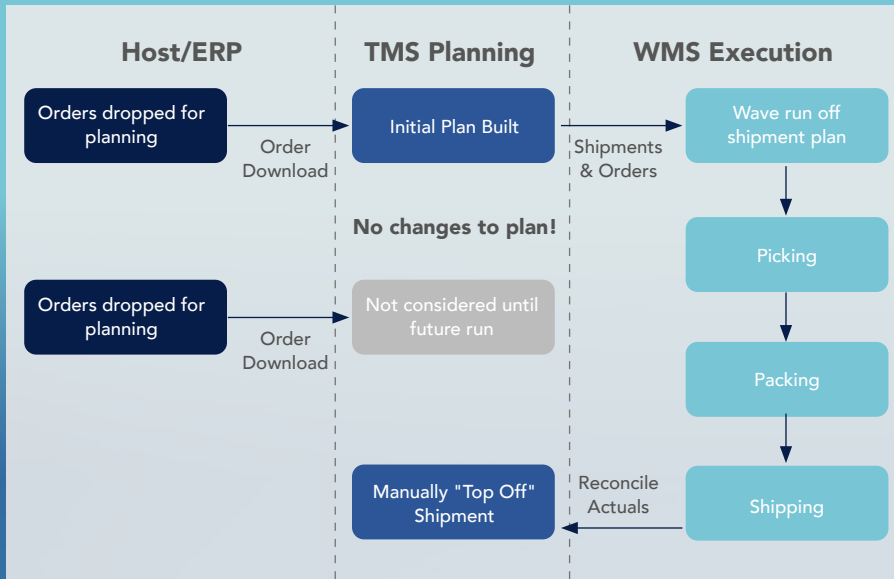 Host/ERP
TMS Planning
WMS Execution
Orders dropped for
planning
Order
Download
Initial Plan Built
Shipments
& Orders
Wave run off
shipment plan
No changes to plan!
Picking
Orders dropped for
planning
Order
Download
Not considered until
future run
Packing
Manually "Top Off"
Shipment
Reconcile
Actuals
Shipping